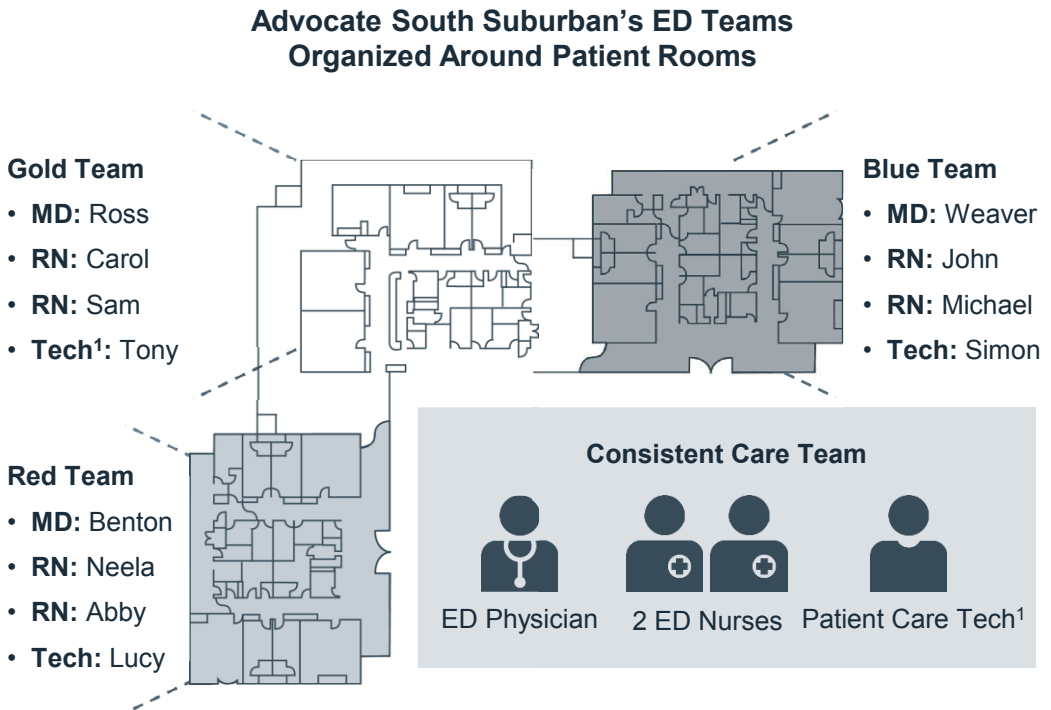 Advocate South Suburban’s ED Teams
Organized Around Patient Rooms
Gold Team
• MD: Ross
• RN: Carol
• RN: Sam
• Tech¹: Tony
Blue Team
• MD: Weaver
• RN: John
• RN: Michael
• Tech: Simon
Red Team
• MD: Benton
• RN: Neela
• RN: Abby
• Tech: Lucy
Consistent Care Team
ED Physician
2 ED Nurses
Patient Care Tech¹